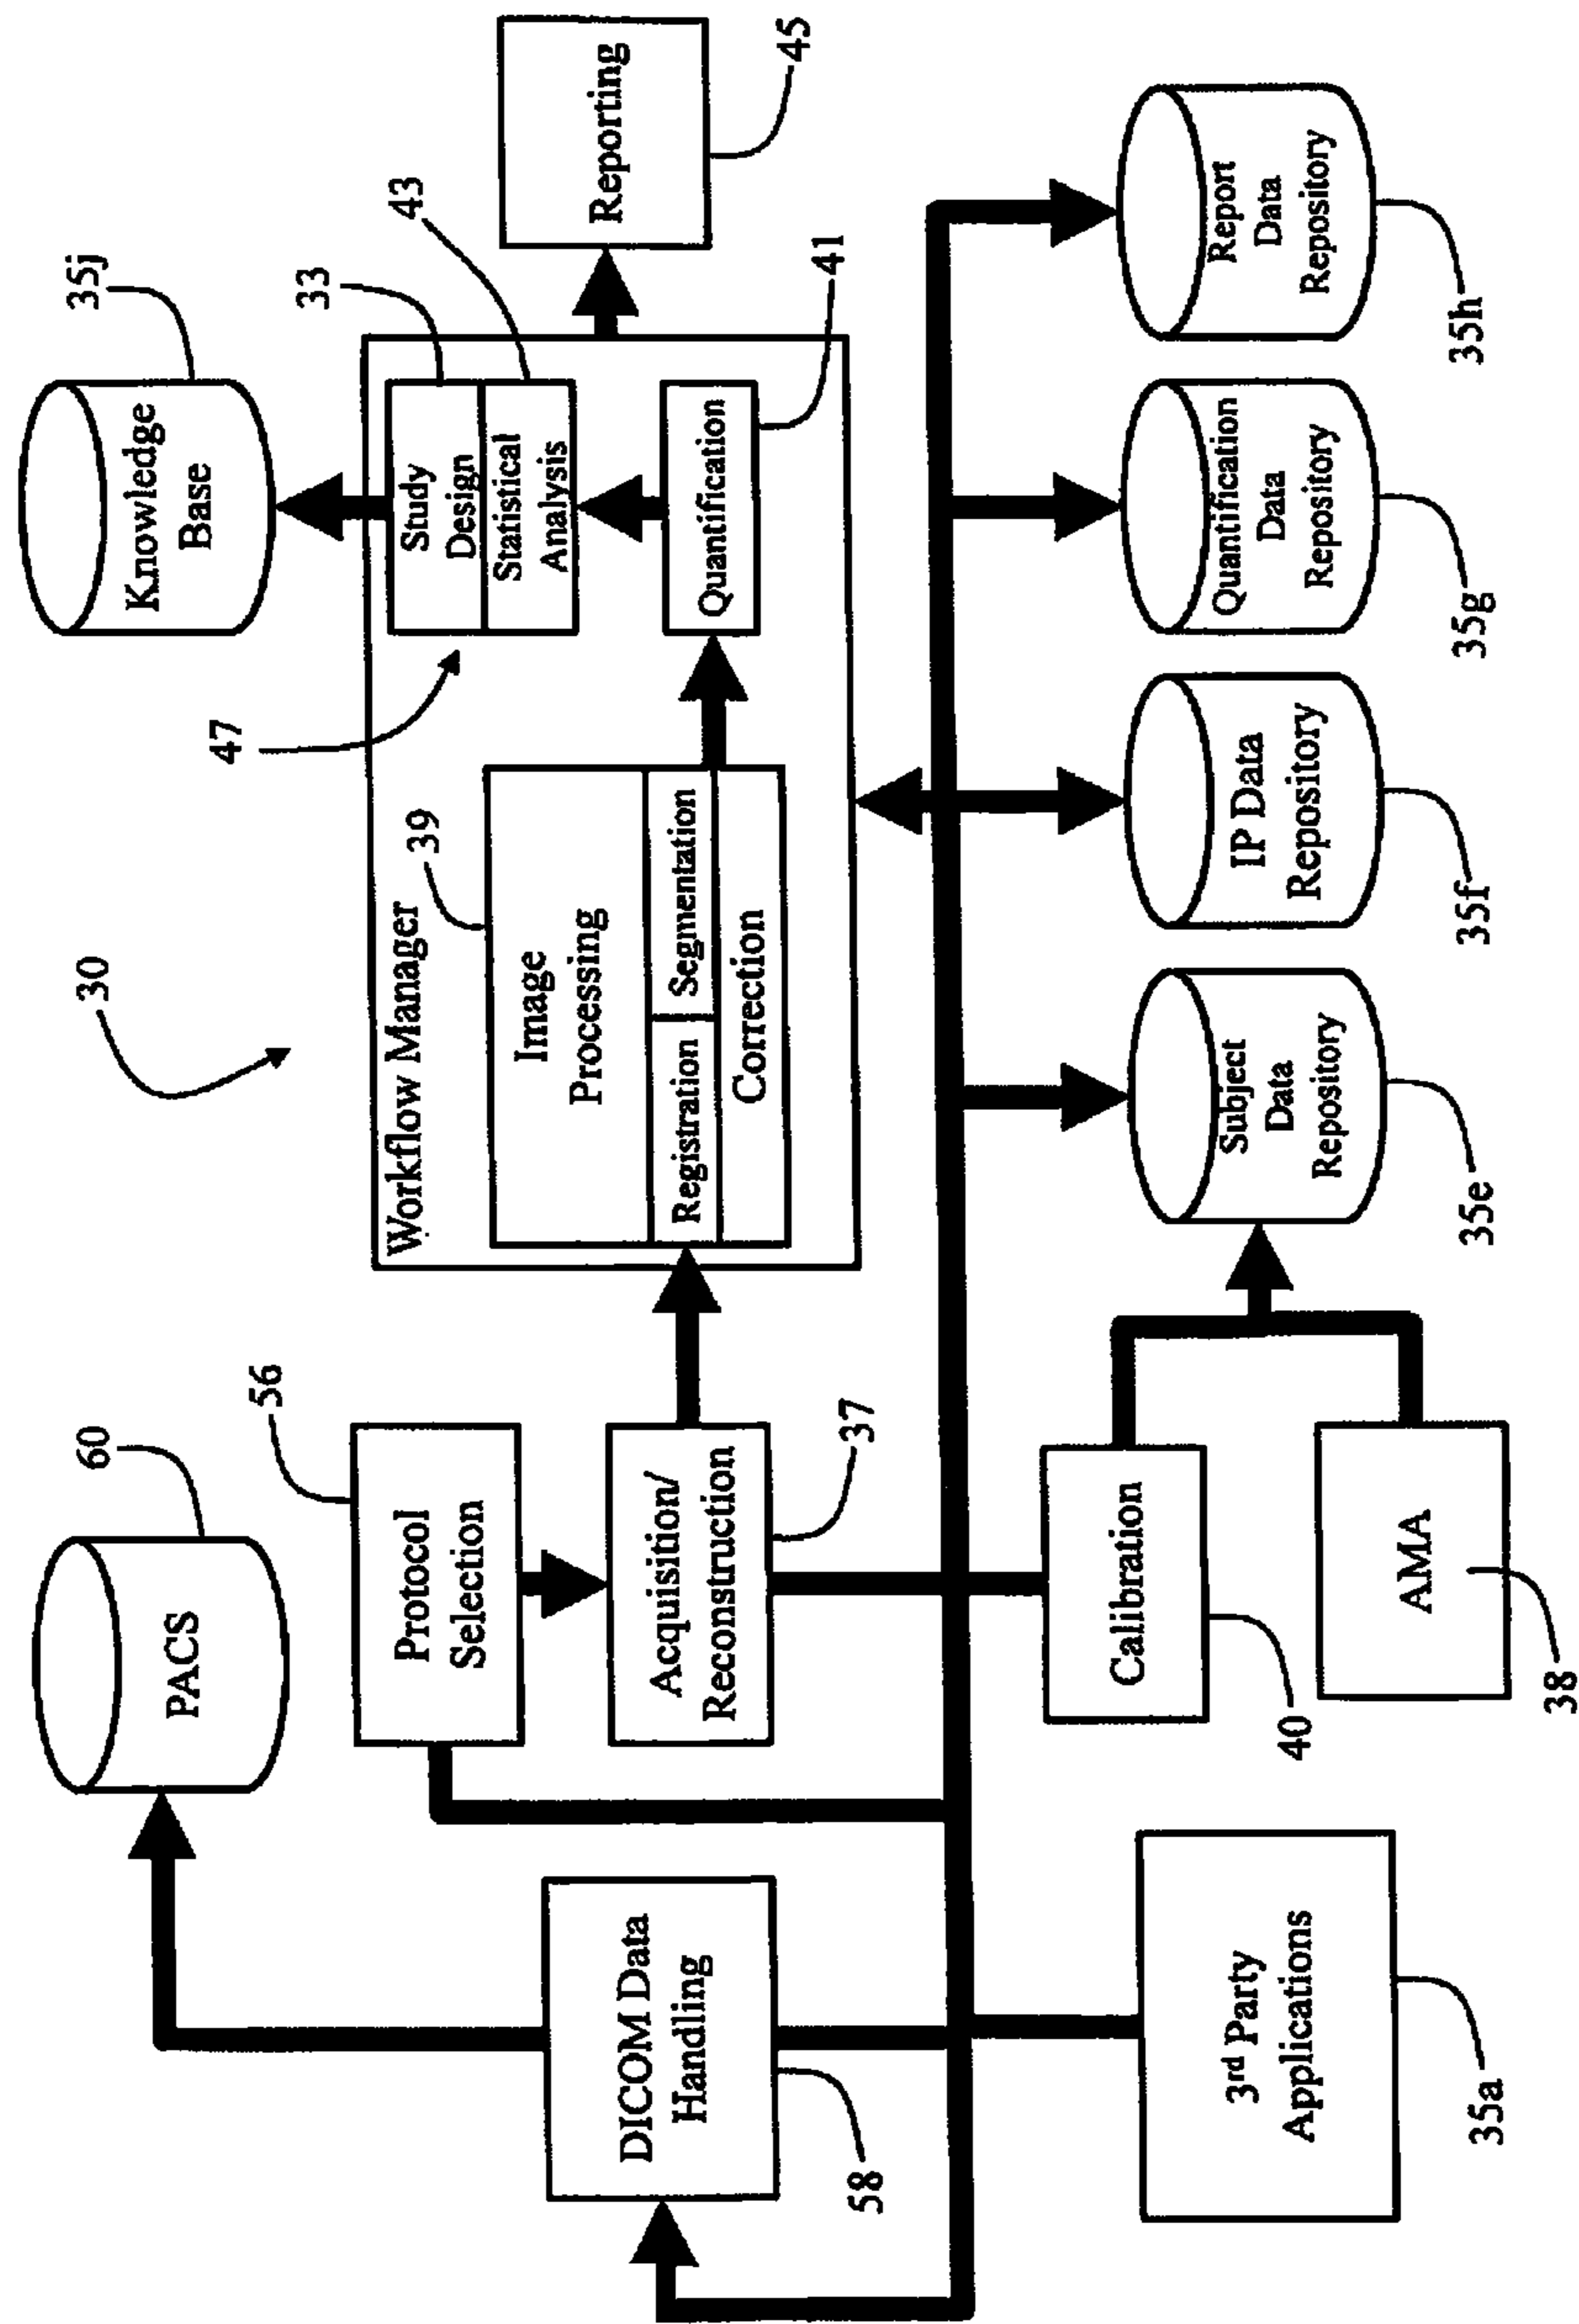 60
PACS
56
Protocol
Selection
Acquisition/
Reconstruction
37
DICOM Data
Handling
58
3rd Party
Applications
35a
Calibration
40
AMA
38
30
Workflow Manager
39
Image
Processing
Registration
Segmentation
Correction
47
35j
Knowledge
Base
33
Study
Design
43
Statistical
Analysis
Quantification
41
Reporting
45
Subject
Data
Repository
35e
IP Data
Repository
35f
Quantification
Data
Repository
35g
Report
Data
Repository
35h